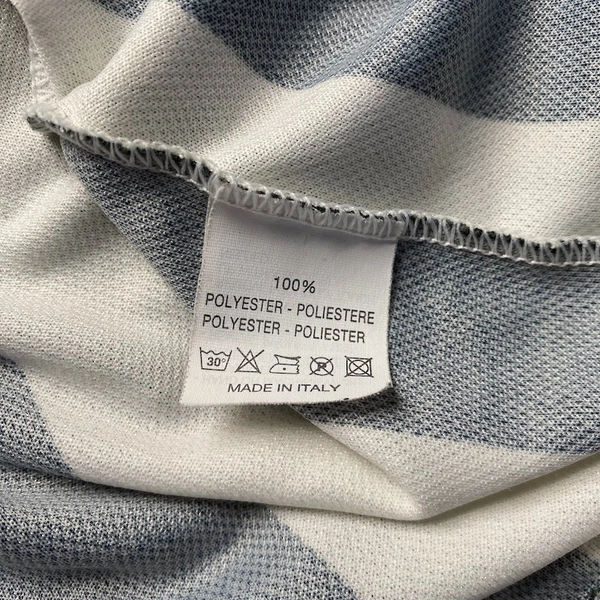 100%
POLYESTER - POLIESTERE
POLYESTER - POLIESTER
30°
MADE IN ITALY